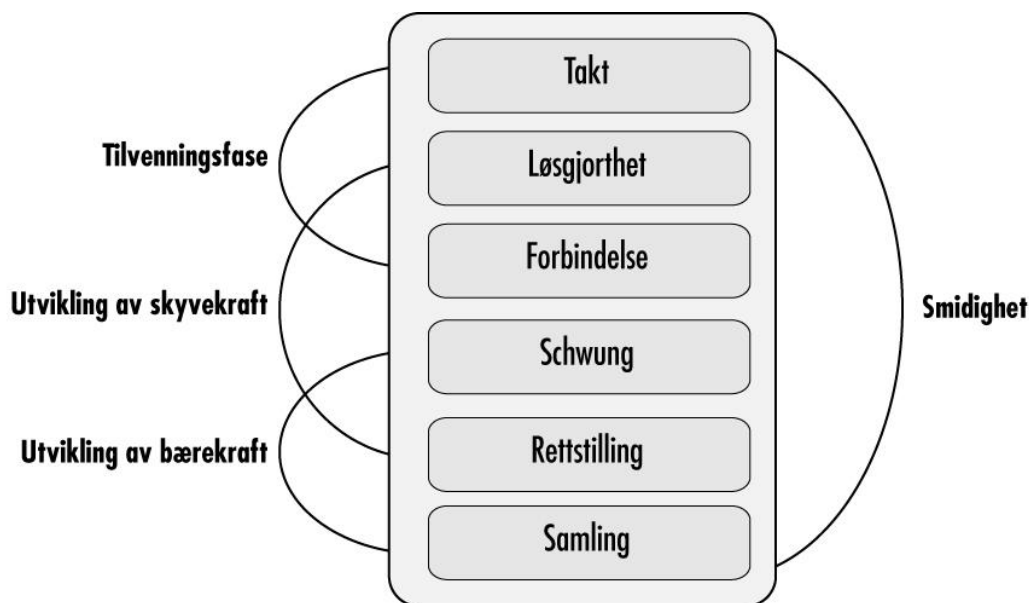 Takt
Løsgjorthet
Forbindelse
Schwung
Rettstilling
Samling
Tilvenningsfase
Utvikling av skyvekraft
Utvikling av bærekraft
Smidighet